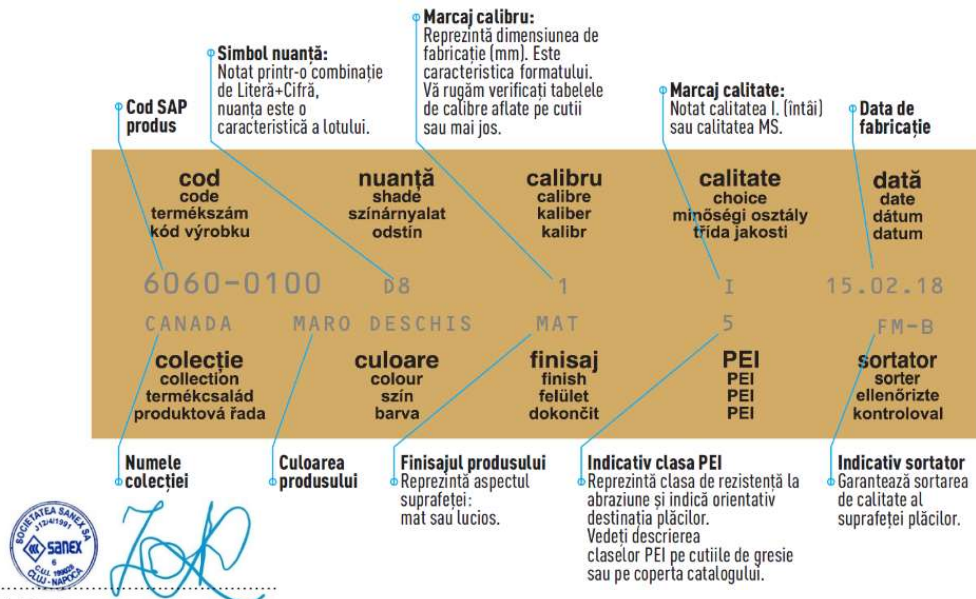 Marcaj calibru:
Reprezintă dimensiunea de
fabricație (mm). Este
caracteristica formatului.
Vă rugăm verificați tabelele
de calibre aflate pe cutii
sau mai jos.
Simbol nuanță:
Notat printr-o combinație
de Literă+Cifră,
nuanța este o
caracteristică a lotului.
Marcaj calitate:
Notat calitatea I. (întâi)
sau calitatea MS.
Cod SAP
produs
Data de
fabricație
cod nuanță calibru calitate dată
code shade calibre choice date
termékszám színárnyalat kaliber minőségi osztály dátum
kód výrobku odstín kalibr třída jakosti datum
6060-0100 D8 1 I 15.02.18
CANADA MARO DESCHIS MAT 5 FM-B
colecție culoare finisaj PEI sortator
collection colour finish PEI sorter
termékcsalád szín felület PEI ellenőrizte
produktová řada barva dokončit PEI kontroloval
Numele
colecției
Culoarea
produsului
Finisajul produsului
Reprezintă aspectul
suprafeței:
mat sau lucios.
Indicativ clasa PEI
Reprezintă clasa de rezistență la
abraziune și indică orientativ
destinația plăcilor.
Vedeți descrierea
claselor PEI pe cutiile de gresie
sau pe coperta catalogului.
Indicativ sortator
Garantează sortarea
de calitate al
suprafeței plăcilor.
SOCIETATEA SANEX SA
J12/4/1991
sanex
6
CLUJ - NAPOCA